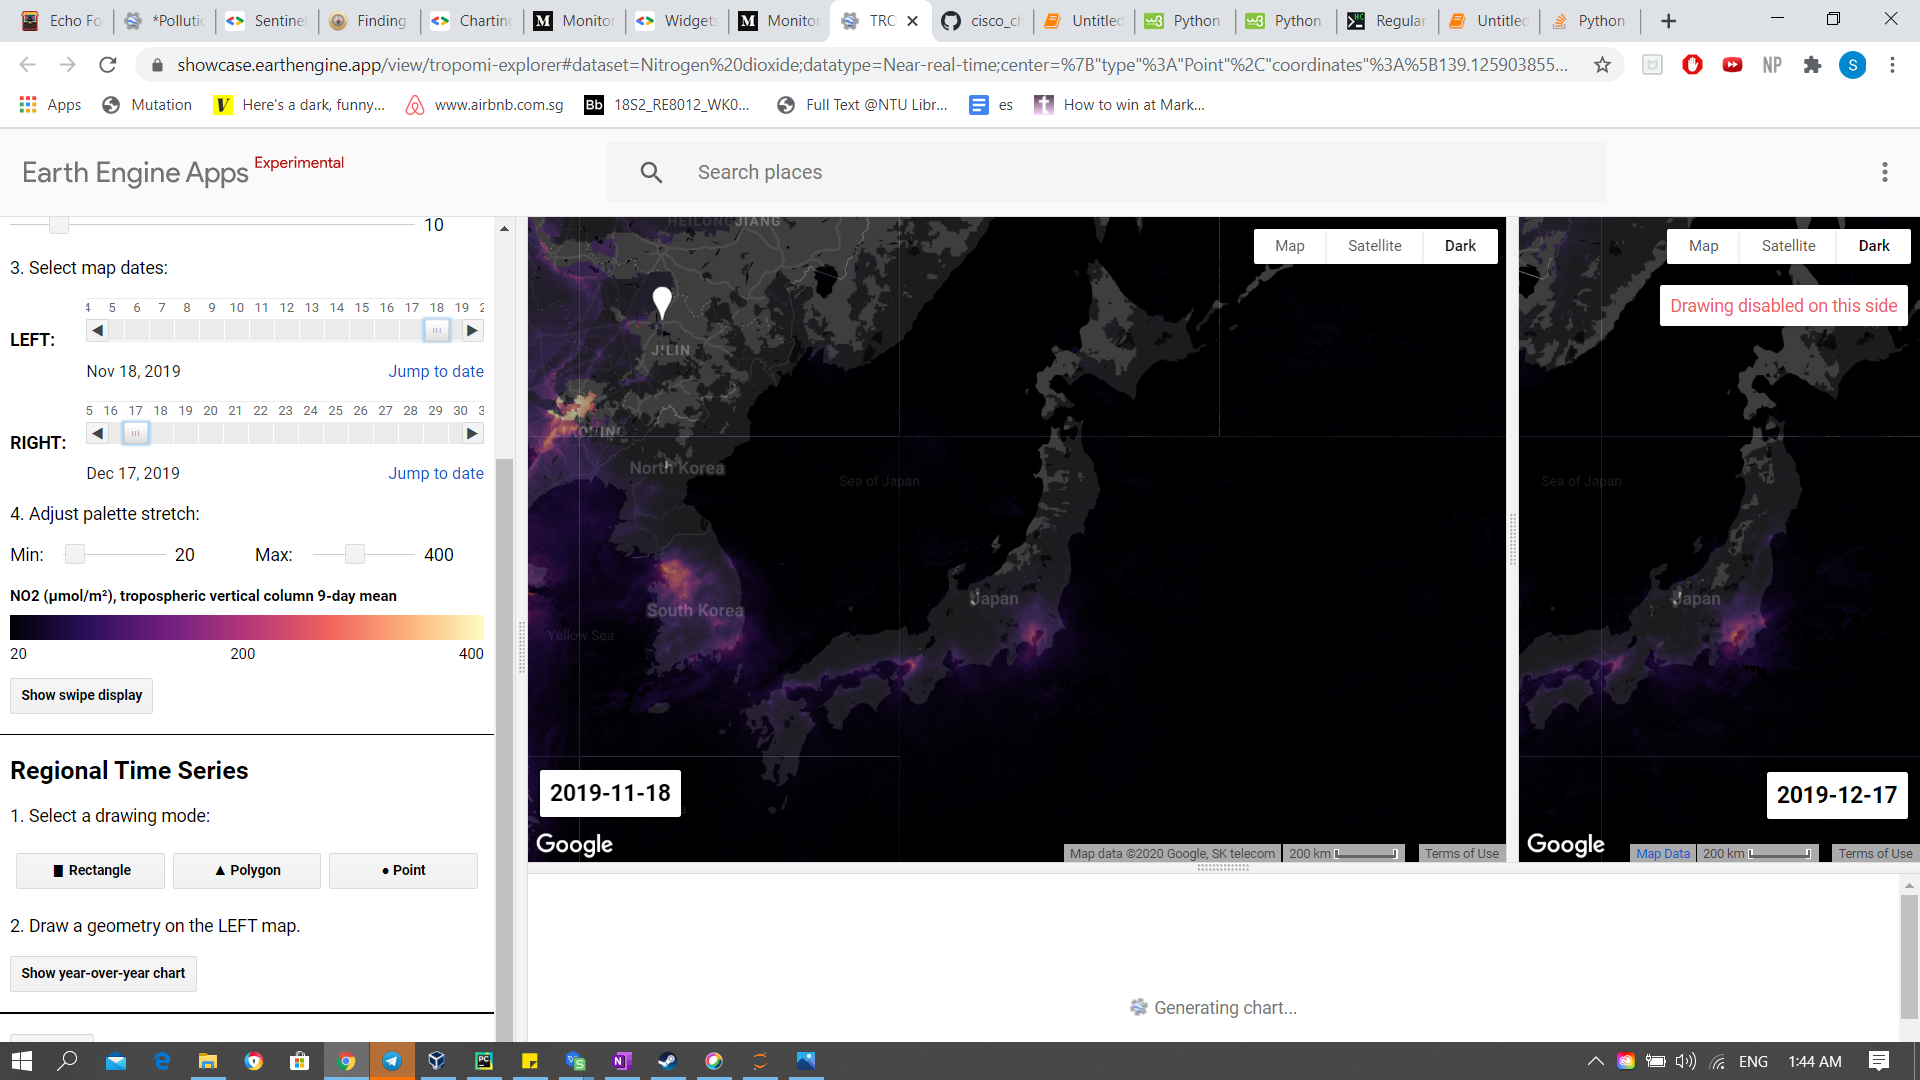 Echo Fo
*Pollutic
Sentinel
Finding
Charting
Monitor
Widgets
Monitor
TRO
cisco_ch
Untitled
Python
Python
Regular
Untitled
Python
showcase.earthengine.app/view/tropomi-explorer#dataset=Nitrogen%20dioxide;datatype=Near-real-time;center=%7B"type"%3A"Point"%2C"coordinates"%3A%5B139.125903855...
NP
S
Apps
Mutation
Here's a dark, funny...
www.airbnb.com.sg
Bb
18S2_RE8012_WK0...
Full Text @NTU Libr...
es
How to win at Mark...
Earth Engine Apps Experimental
Search places
10
3. Select map dates:
4 5 6 7 8 9 10 11 12 13 14 15 16 17 18 19 2
LEFT:
Nov 18, 2019
Jump to date
5 16 17 18 19 20 21 22 23 24 25 26 27 28 29 30 3
RIGHT:
Dec 17, 2019
Jump to date
4. Adjust palette stretch:
Min: 20
Max: 400
NO2 (μmol/m²), tropospheric vertical column 9-day mean
20 200 400
Show swipe display
Regional Time Series
1. Select a drawing mode:
Rectangle
▲ Polygon
● Point
2. Draw a geometry on the LEFT map.
Show year-over-year chart
HEILONGJIANG
Map
Satellite
Dark
JILIN
LIAONING
North Korea
Sea of Japan
South Korea
Yellow Sea
Japan
2019-11-18
Google
Map data ©2020 Google, SK telecom
200 km
Terms of Use
Map
Satellite
Dark
Drawing disabled on this side
Sea of Japan
Japan
2019-12-17
Google
Map Data
200 km
Terms of Use
Generating chart...
ENG
1:44 AM